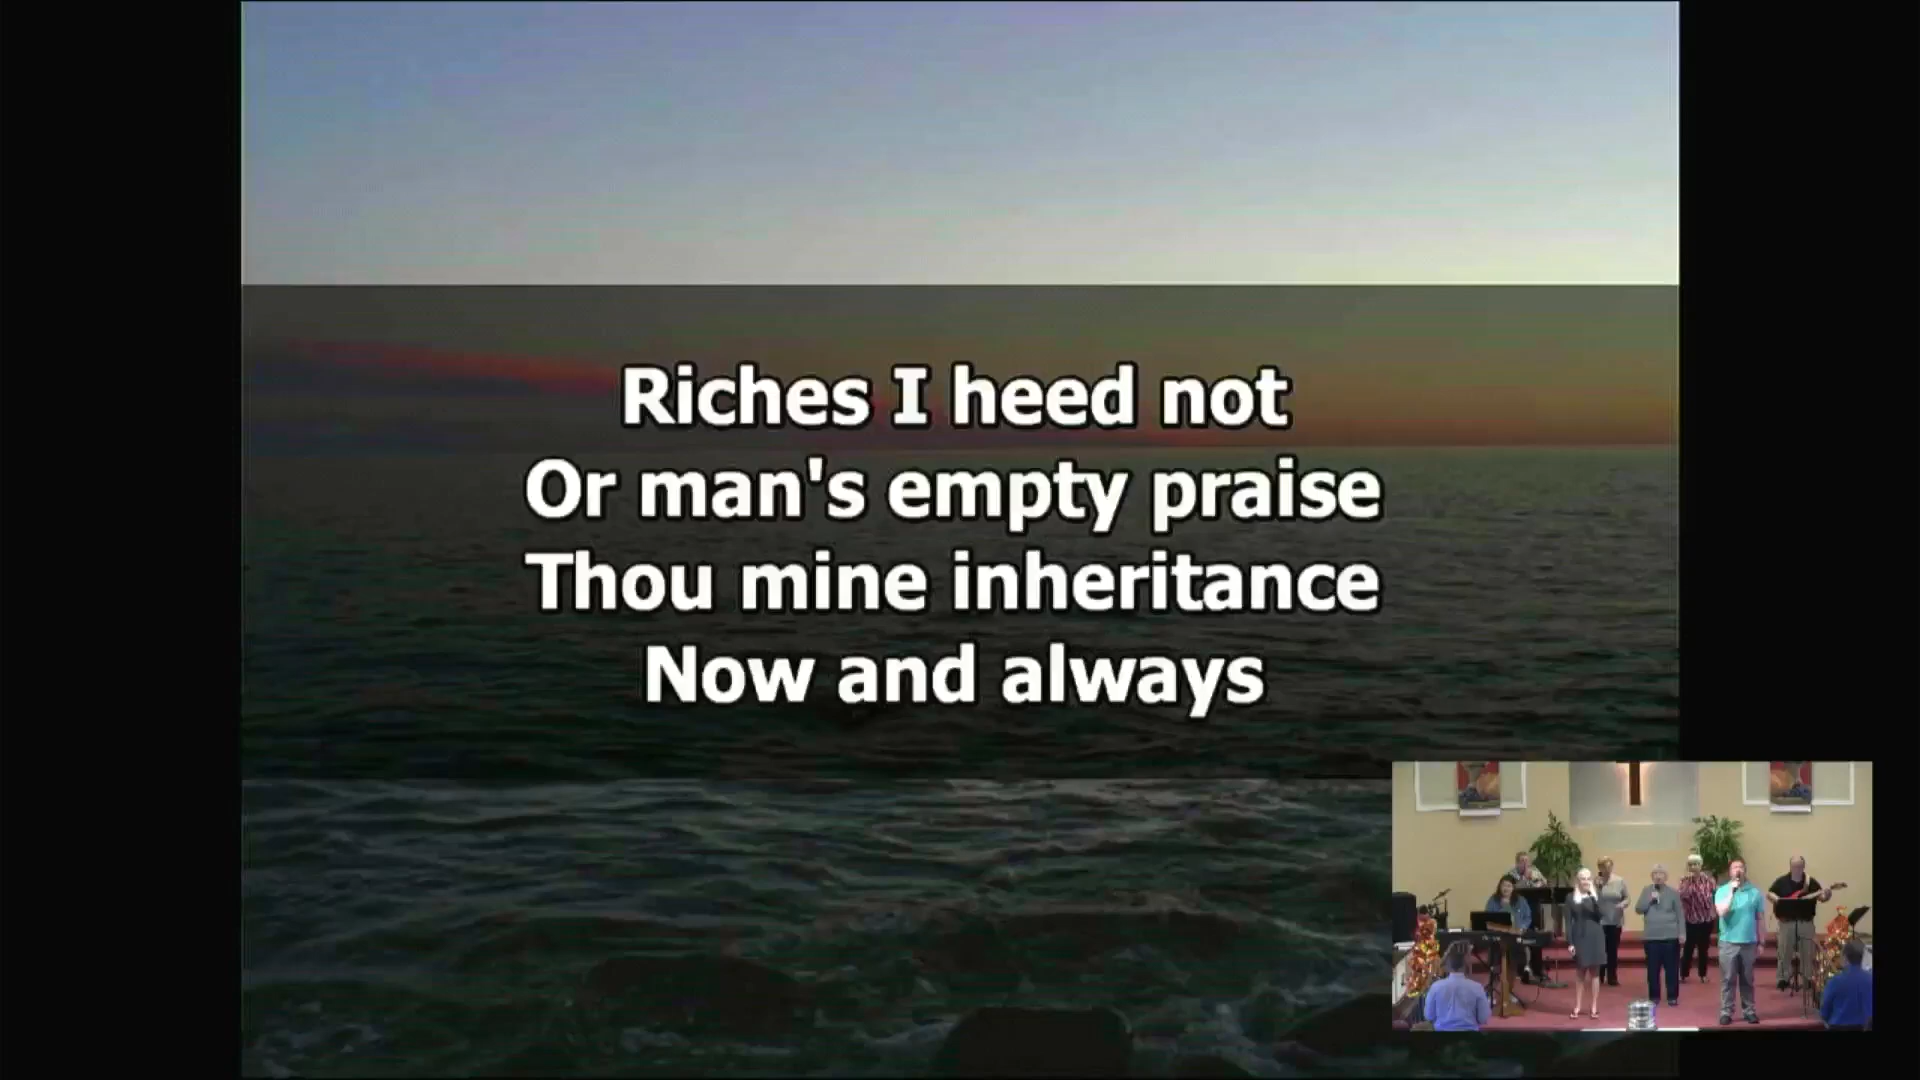 Riches I heed not
Or man's empty praise
Thou mine inheritance
Now and always